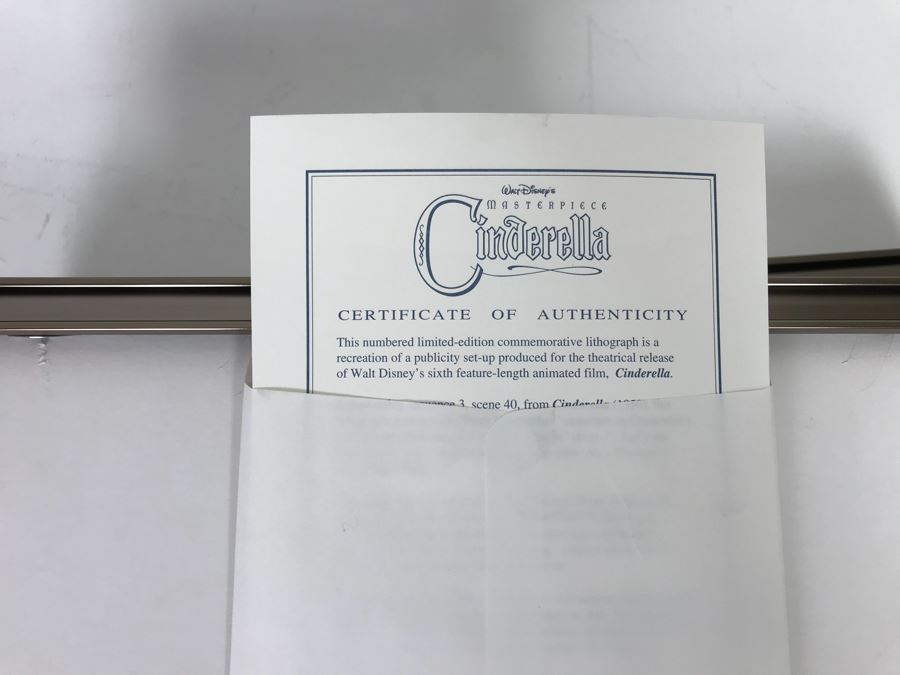 Walt Disney's
MASTERPIECE
Cinderella
CERTIFICATE OF AUTHENTICITY
This numbered limited-edition commemorative lithograph is a
recreation of a publicity set-up produced for the theatrical release
of Walt Disney's sixth feature-length animated film, Cinderella.
3, scene 40, from Cinderella